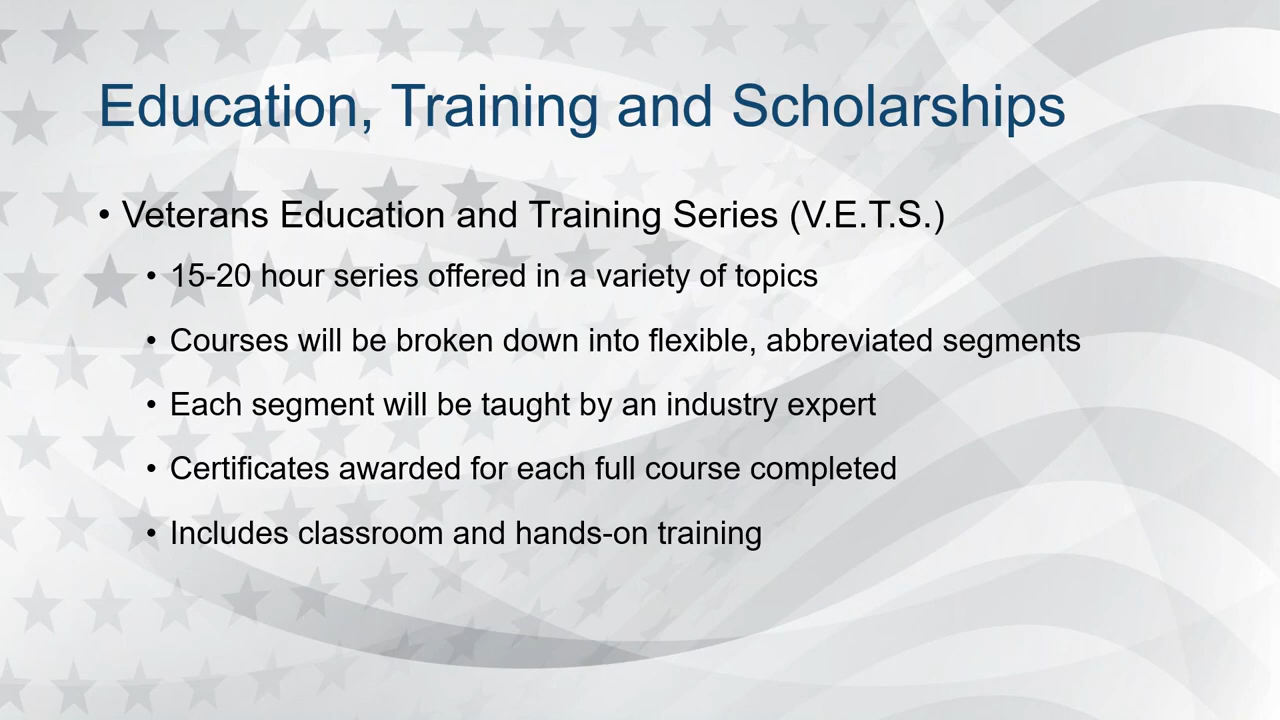 Education, Training and Scholarships
• Veterans Education and Training Series (V.E.T.S.)
• 15-20 hour series offered in a variety of topics
• Courses will be broken down into flexible, abbreviated segments
• Each segment will be taught by an industry expert
• Certificates awarded for each full course completed
• Includes classroom and hands-on training